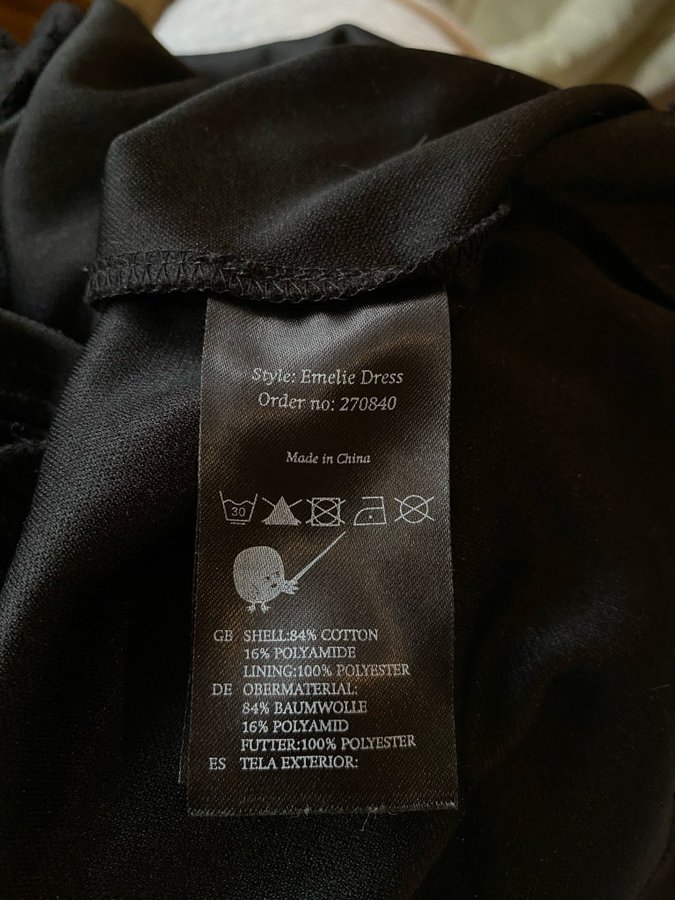 Style: Emelie Dress
Order no: 270840
Made in China
30
GB SHELL:84% COTTON
16% POLYAMIDE
LINING:100% POLYESTER
DE OBERMATERIAL:
84% BAUMWOLLE
16% POLYAMID
FUTTER:100% POLYESTER
ES TELA EXTERIOR: